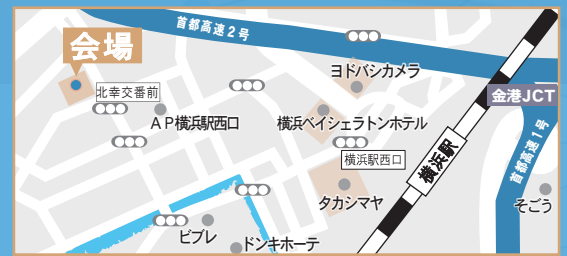 首都高速2号
会場
ヨドバシカメラ
北幸交番前
金港JCT
AP横浜駅西口
横浜ベイシェラトンホテル
首都高速1号
横浜駅西口
横浜駅
タカシマヤ
そごう
ビブレ
ドンキホーテ